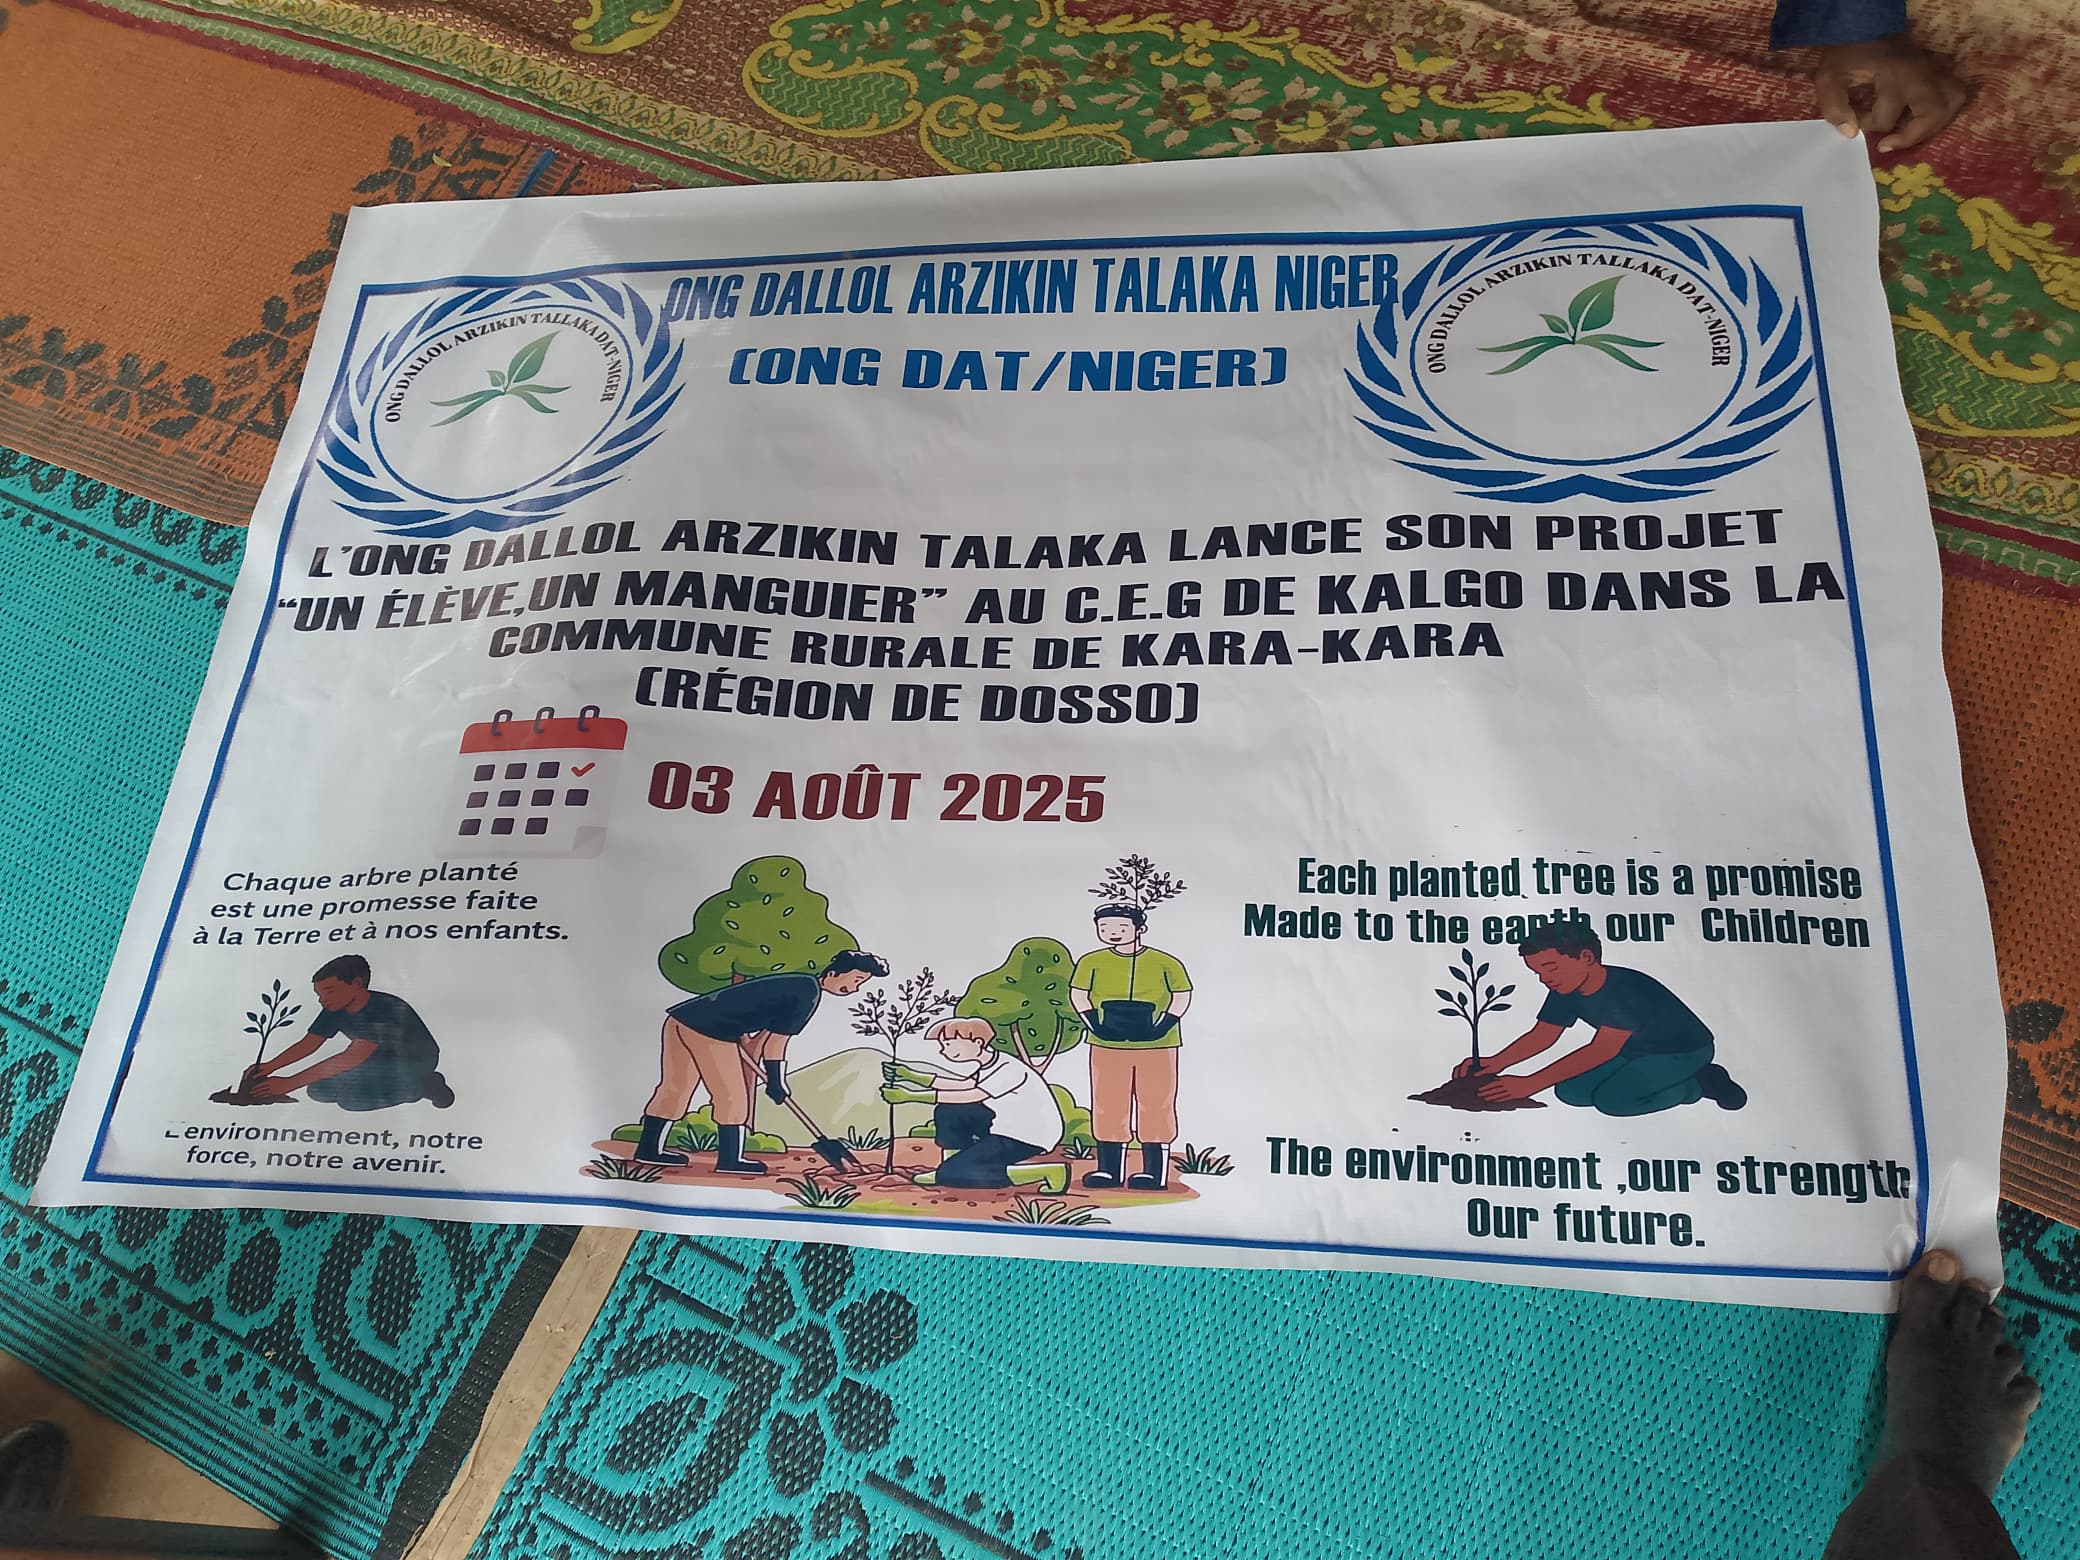 ONG DALLOL ARZIKIN TALAKA NIGER
(ONG DAT/NIGER)
ONG DALLOL ARZIKIN TALLAKA DAT-NIGER
ONG DALLOL ARZIKIN TALLAKA DAT-NIGER
L'ONG DALLOL ARZIKIN TALAKA LANCE SON PROJET
“UN ÉLÈVE,UN MANGUIER” AU C.E.G DE KALGO DANS LA
COMMUNE RURALE DE KARA-KARA
(RÉGION DE DOSSO)
03 AOÛT 2025
Chaque arbre planté
est une promesse faite
à la Terre et à nos enfants.
L'environnement, notre
force, notre avenir.
Each planted tree is a promise
Made to the earth our Children
The environment ,our strength
Our future.